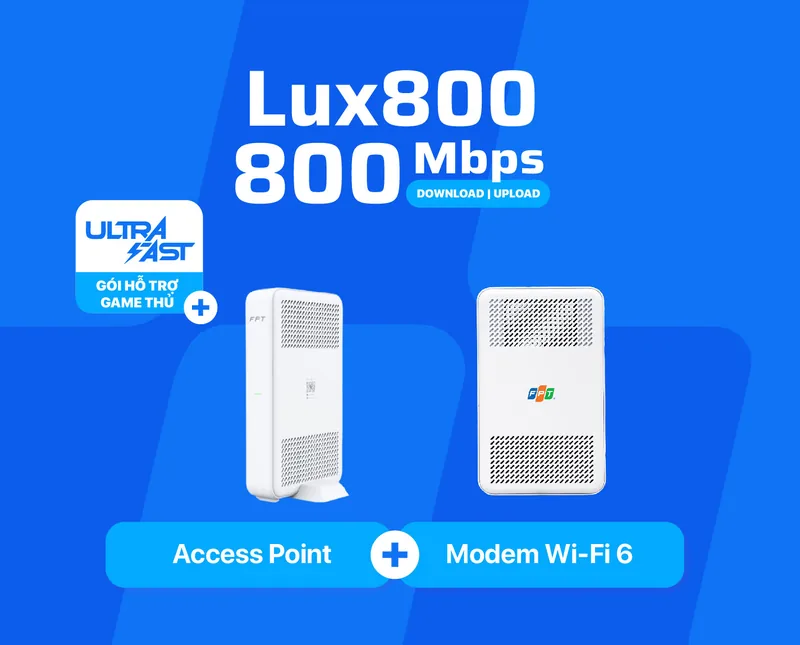 Lux800
800 Mbps
DOWNLOAD | UPLOAD
ULTRA
FAST
GÓI HỖ TRỢ
GAME THỦ
+
FPT
FPT
Access Point
+
Modem Wi-Fi 6